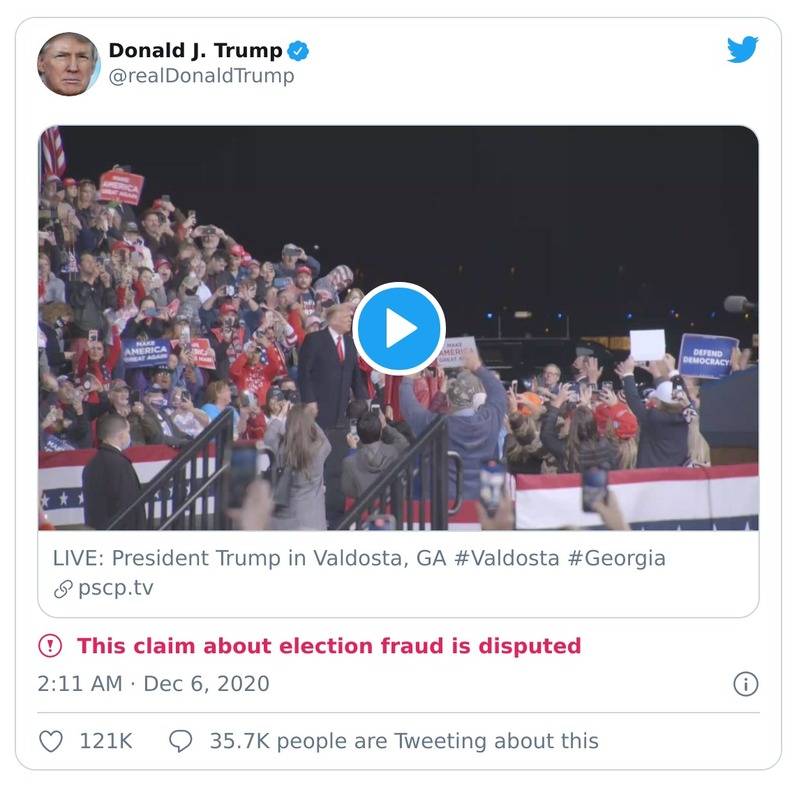 Donald J. Trump
@realDonaldTrump
MAKE
AMERICA
GREAT AGAIN
MAKE
AMERICA
GREAT AGAIN
MAKE
AMERICA
DEFEND
DEMOCRACY
LIVE: President Trump in Valdosta, GA #Valdosta #Georgia
pscp.tv
This claim about election fraud is disputed
2:11 AM · Dec 6, 2020
121K
35.7K people are Tweeting about this